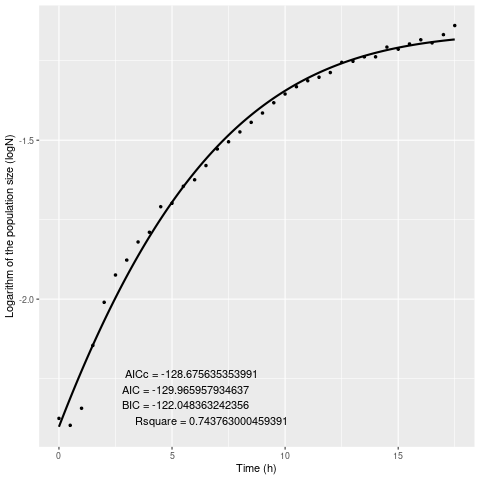 Logarithm of the population size (logN)
-1.5
-2.0
AICc = -128.675635353991
AIC = -129.965957934637
BIC = -122.048363242356
Rsquare = 0.743763000459391
0 5 10 15
Time (h)